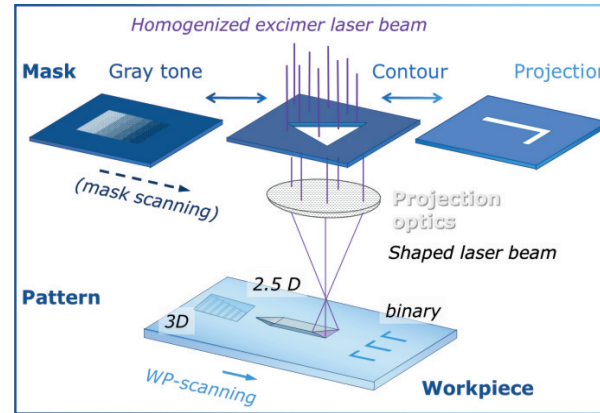 Homogenized excimer laser beam
Mask Gray tone Contour Projection
(mask scanning)
Projection
optics
Shaped laser beam
2.5 D
Pattern
binary
3D
WP-scanning
Workpiece